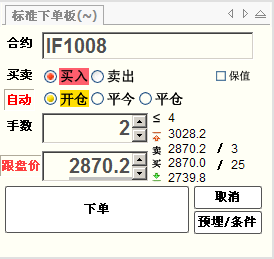 标准下单板(~)
合约 IF1008
买卖 买入 卖出 保值
自动 开仓 平今 平仓
手数 2 ≤ 4
3028.2
卖 2870.2 / 3
跟盘价 2870.2 买 2870.0 / 25
2739.8
下单 取消
预埋/条件